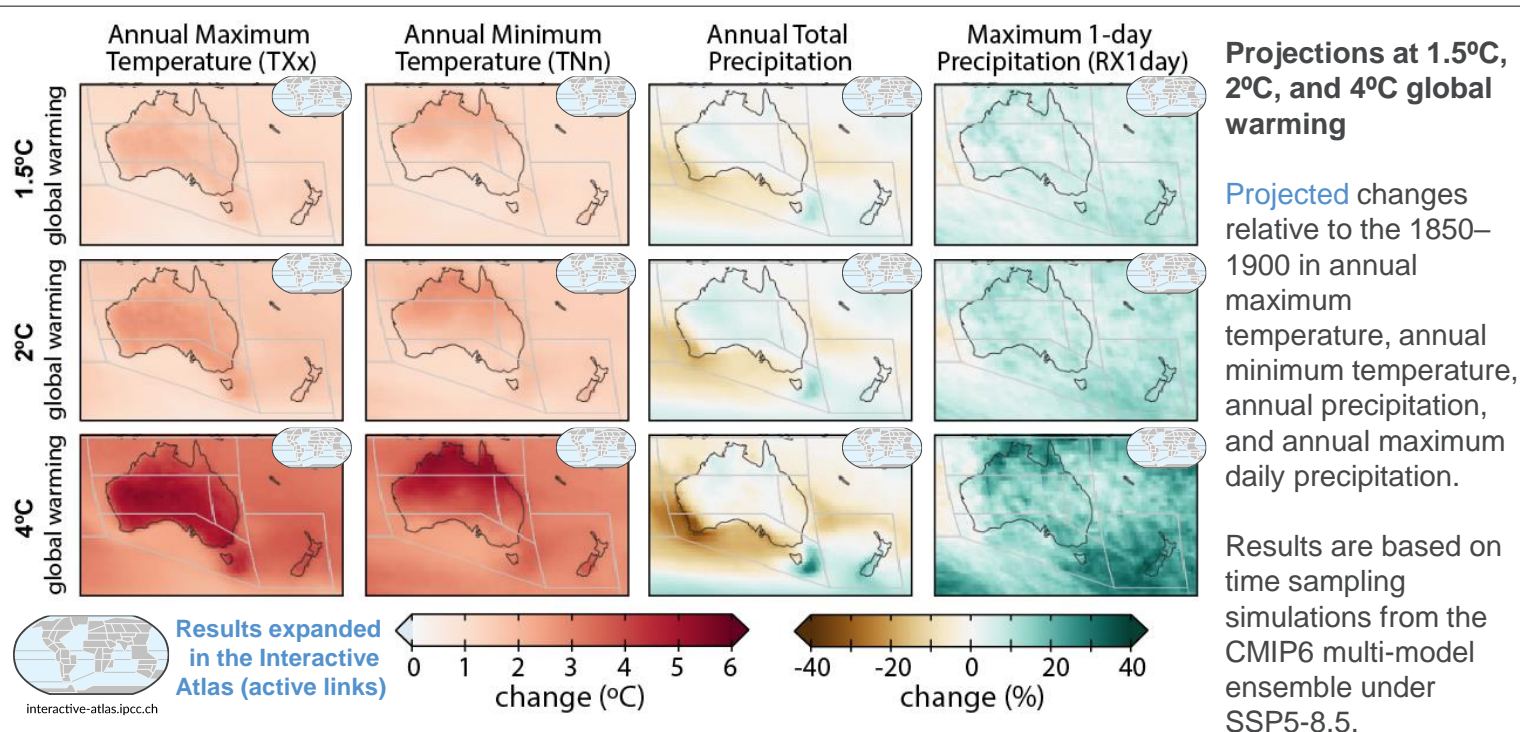 Annual Maximum
Temperature (TXx)
Annual Minimum
Temperature (TNn)
Annual Total
Precipitation
Maximum 1-day
Precipitation (RX1day)
1.5ºC
global warming
2ºC
global warming
4ºC
global warming
interactive-atlas.ipcc.ch
Results expanded
in the Interactive
Atlas (active links)
0 1 2 3 4 5 6
change (ºC)
-40 -20 0 20 40
change (%)
Projections at 1.5ºC,
2ºC, and 4ºC global
warming
Projected changes
relative to the 1850–
1900 in annual
maximum
temperature, annual
minimum temperature,
annual precipitation,
and annual maximum
daily precipitation.
Results are based on
time sampling
simulations from the
CMIP6 multi-model
ensemble under
SSP5-8.5.